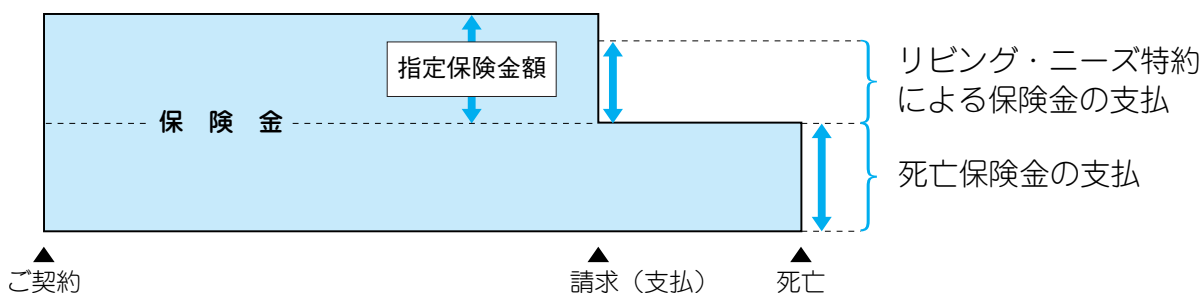 指定保険金額
リビング・ニーズ特約
による保険金の支払
保険金
死亡保険金の支払
▲ ▲ ▲
ご契約 請求（支払） 死亡